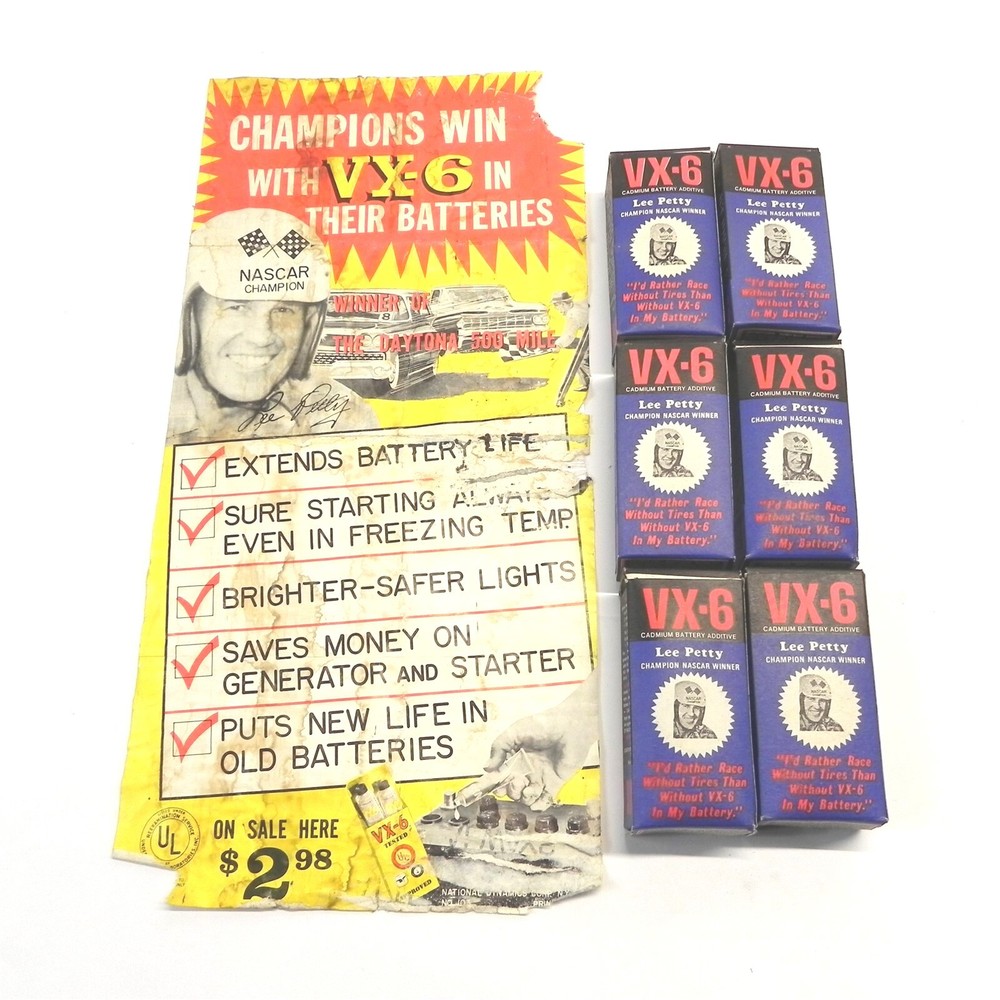 CHAMPIONS WIN
WITH VX-6 IN
THEIR BATTERIES
NASCAR
CHAMPION
WINNER OF
THE DAYTONA 500 MILE
8
Lee Petty
EXTENDS BATTERY LIFE
SURE STARTING ALWAYS
EVEN IN FREEZING TEMP
BRIGHTER-SAFER LIGHTS
SAVES MONEY ON
GENERATOR AND STARTER
PUTS NEW LIFE IN
OLD BATTERIES
UL
ON SALE HERE
$2.98
VX-6
TESTED
UL
NATIONAL DYNAMICS
VX-6
CADMIUM BATTERY ADDITIVE
Lee Petty
CHAMPION NASCAR WINNER
"I'd Rather Race
Without Tires Than
Without VX-6
In My Battery."
VX-6
CADMIUM BATTERY ADDITIVE
Lee Petty
CHAMPION NASCAR WINNER
"I'd Rather Race
Without Tires Than
Without VX-6
In My Battery."
VX-6
CADMIUM BATTERY ADDITIVE
Lee Petty
CHAMPION NASCAR WINNER
"I'd Rather Race
Without Tires Than
Without VX-6
In My Battery."
VX-6
CADMIUM BATTERY ADDITIVE
Lee Petty
CHAMPION NASCAR WINNER
"I'd Rather Race
Without Tires Than
Without VX-6
In My Battery."
VX-6
CADMIUM BATTERY ADDITIVE
Lee Petty
CHAMPION NASCAR WINNER
NASCAR
"I'd Rather Race
Without Tires Than
Without VX-6
In My Battery."
VX-6
CADMIUM BATTERY ADDITIVE
Lee Petty
CHAMPION NASCAR WINNER
NASCAR
"I'd Rather Race
Without Tires Than
Without VX-6
In My Battery."